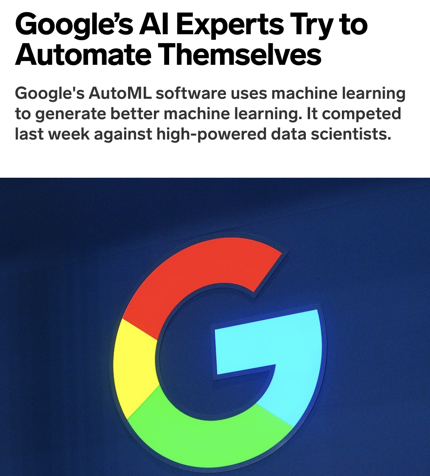 Google’s AI Experts Try to
Automate Themselves
Google's AutoML software uses machine learning
to generate better machine learning. It competed
last week against high-powered data scientists.